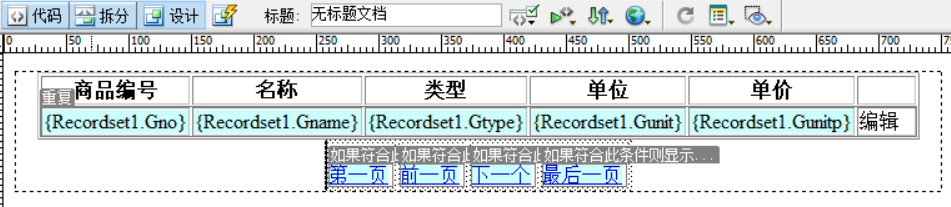 代码 拆分 设计 标题: 无标题文档
0 50 100 150 200 250 300 350 400 450 500 550 600 650 700 750
商品编号 名称 类型 单位 单价
重复
{Recordset1.Gno} {Recordset1.Gname} {Recordset1.Gtype} {Recordset1.Gunit} {Recordset1.Gunitp} 编辑
如果符合此 如果符合此 如果符合此 如果符合此条件则显示...
第一页 前一页 下一个 最后一页